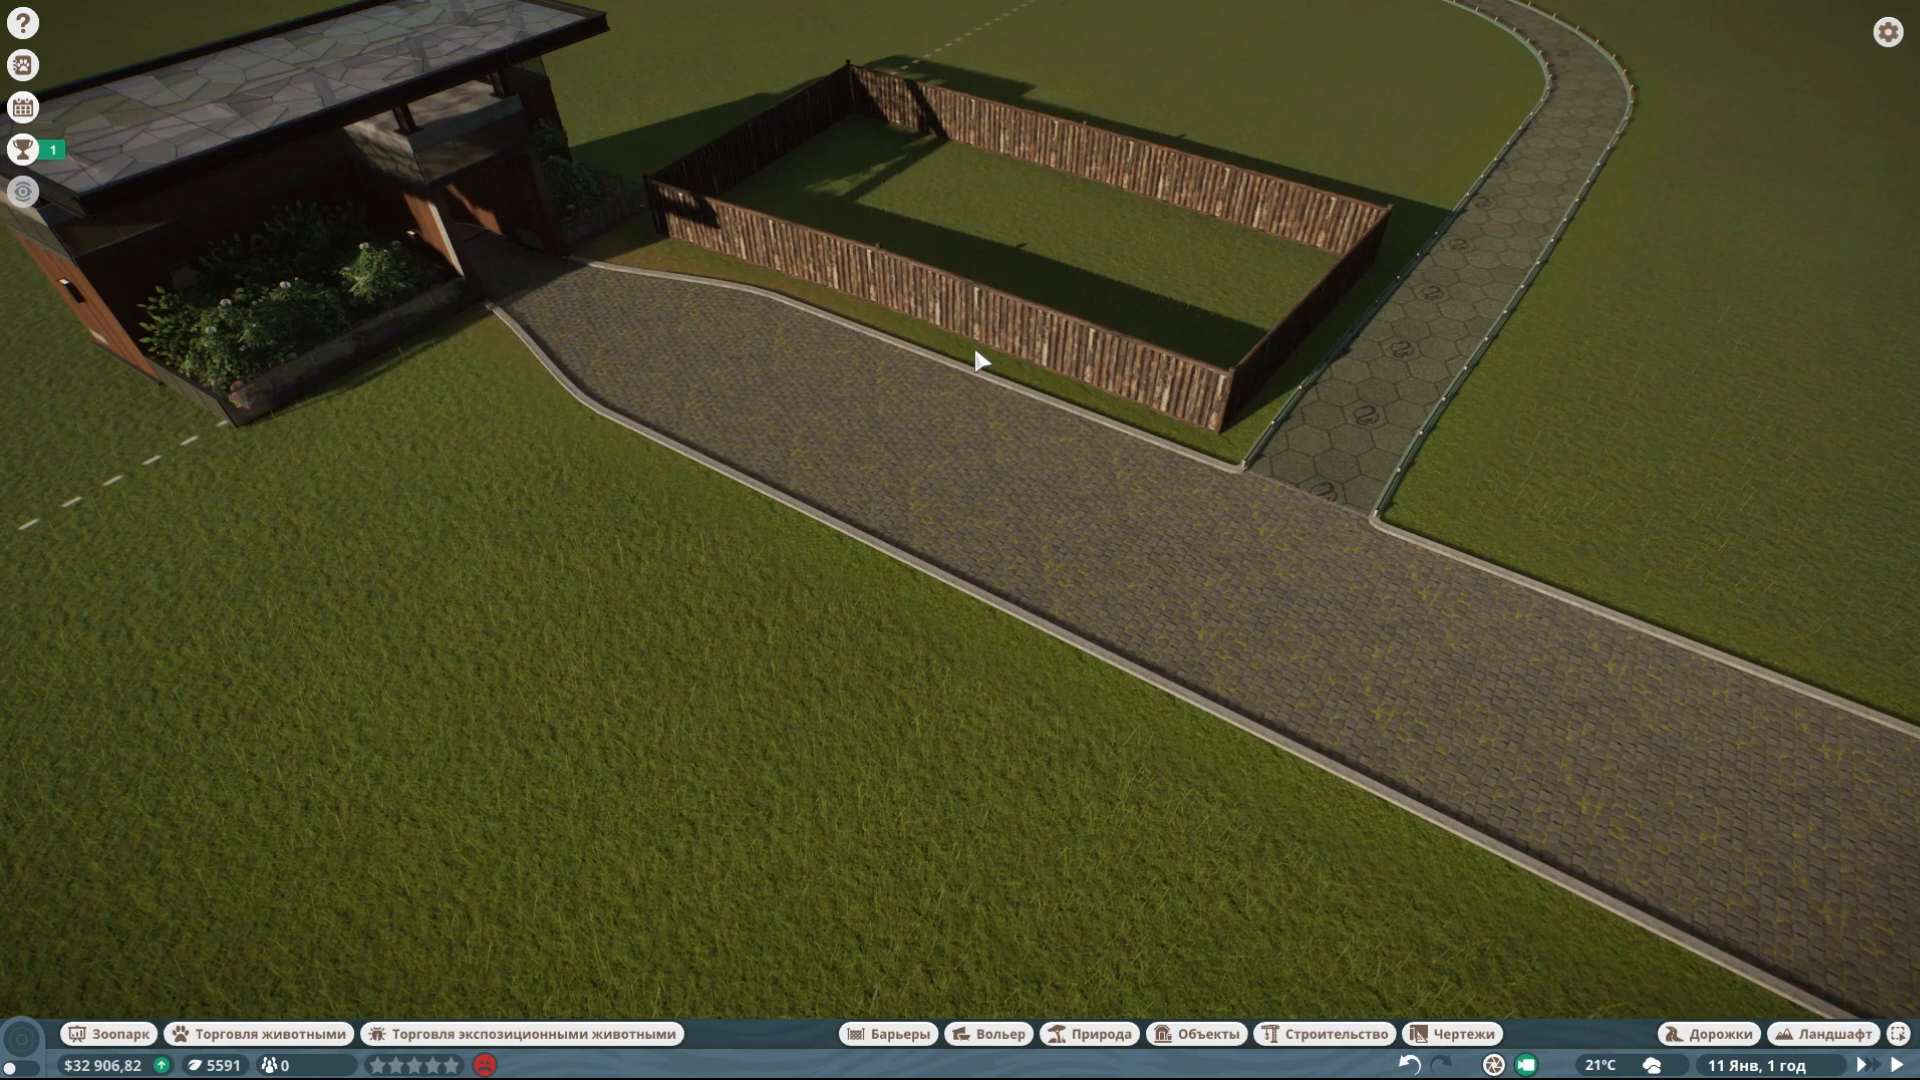 ?
1
Зоопарк
Торговля животными
Торговля экспозиционными животными
Барьеры
Вольер
Природа
Объекты
Строительство
Чертежи
Дорожки
Ландшафт
$32 906,82
5591
0
21°C
11 Янв, 1 год